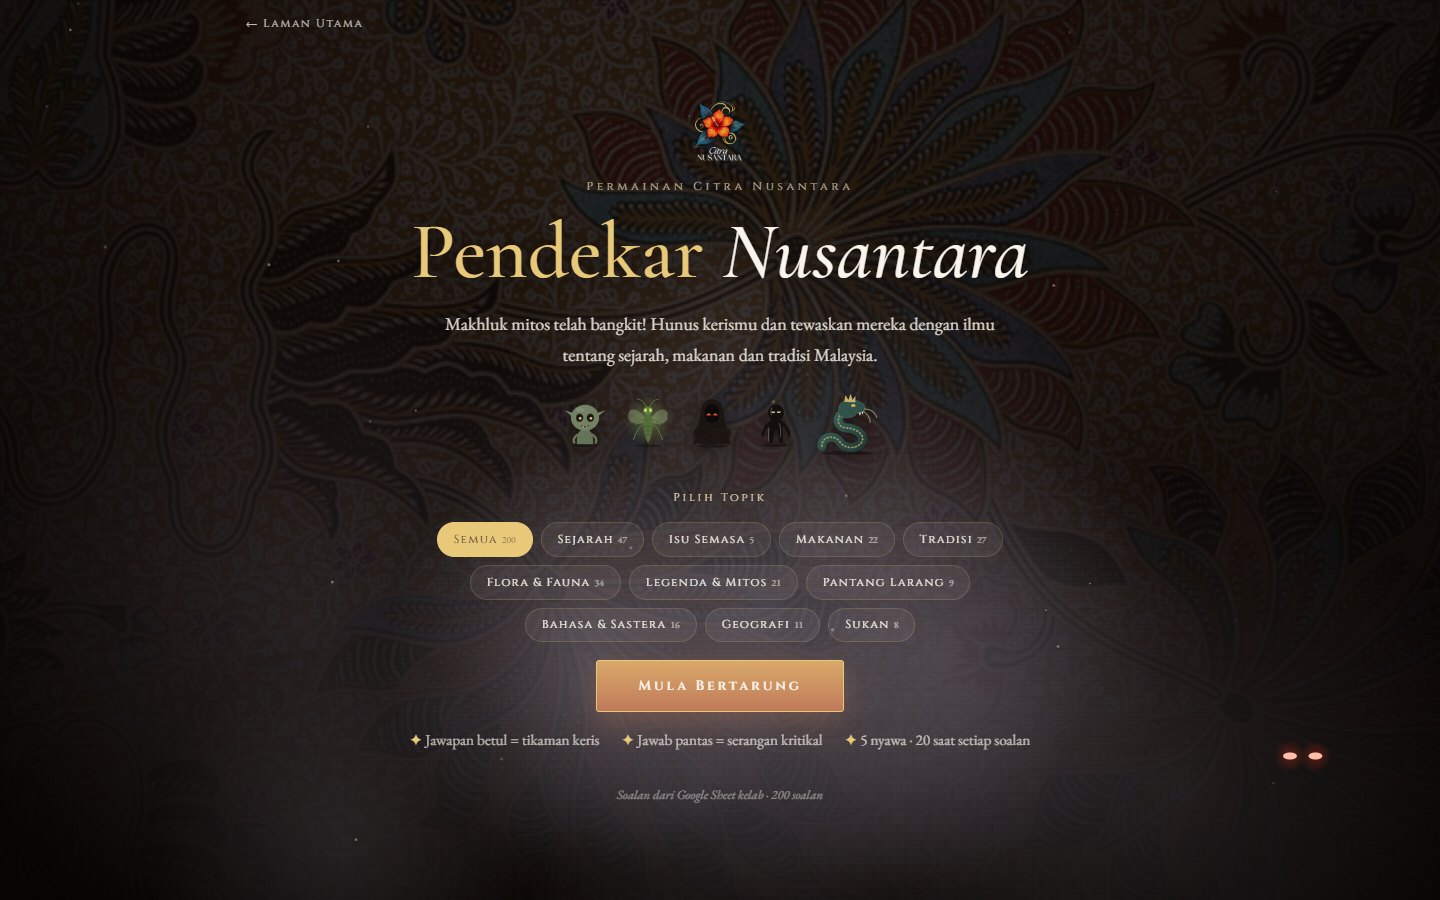 ← Laman Utama
Citra
NUSANTARA
Permainan Citra Nusantara
Pendekar Nusantara
Makhluk mitos telah bangkit! Hunus kerismu dan tewaskan mereka dengan ilmu
tentang sejarah, makanan dan tradisi Malaysia.
Pilih Topik
Semua 200 Sejarah 47 Isu Semasa 5 Makanan 22 Tradisi 27
Flora & Fauna 34 Legenda & Mitos 21 Pantang Larang 9
Bahasa & Sastera 16 Geografi 11 Sukan 8
Mula Bertarung
✦ Jawapan betul = tikaman keris ✦ Jawab pantas = serangan kritikal ✦ 5 nyawa · 20 saat setiap soalan
Soalan dari Google Sheet kelab · 200 soalan